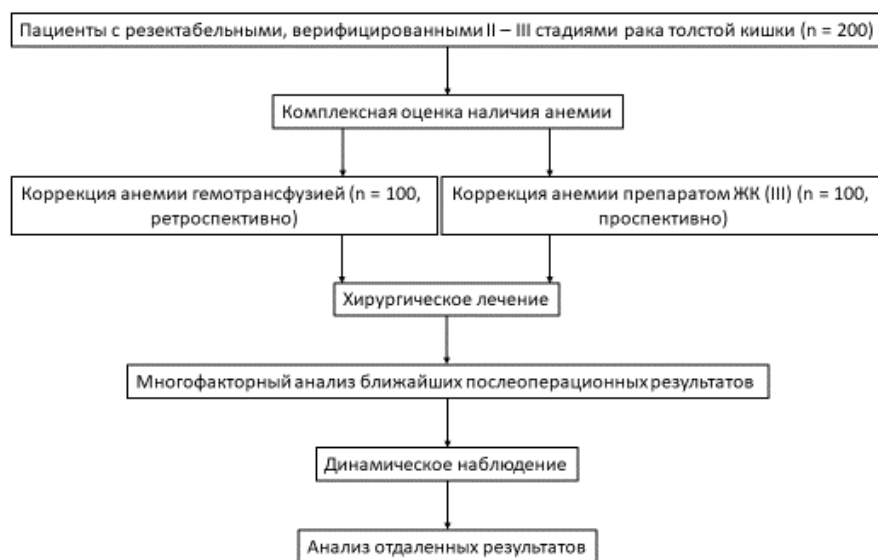 Пациенты с резектабельными, верифицированными II – III стадиями рака толстой кишки (n = 200)
Комплексная оценка наличия анемии
Коррекция анемии гемотрансфузией (n = 100,
ретроспективно)
Коррекция анемии препаратом ЖК (III) (n = 100,
проспективно)
Хирургическое лечение
Многофакторный анализ ближайших послеоперационных результатов
Динамическое наблюдение
Анализ отдаленных результатов